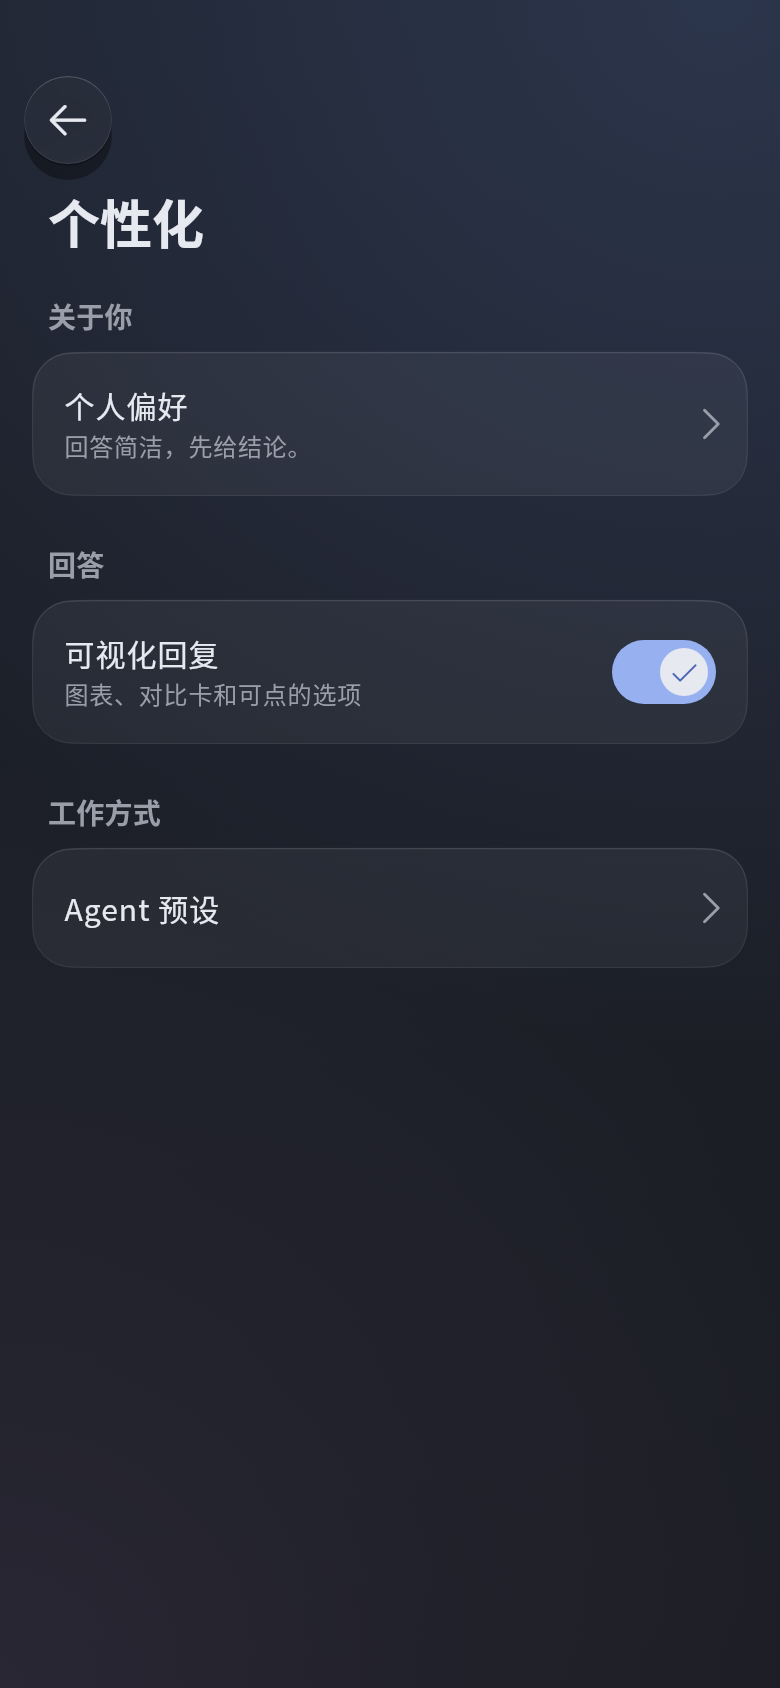 个性化
关于你
个人偏好
回答简洁，先给结论。
回答
可视化回复
图表、对比卡和可点的选项
工作方式
Agent 预设